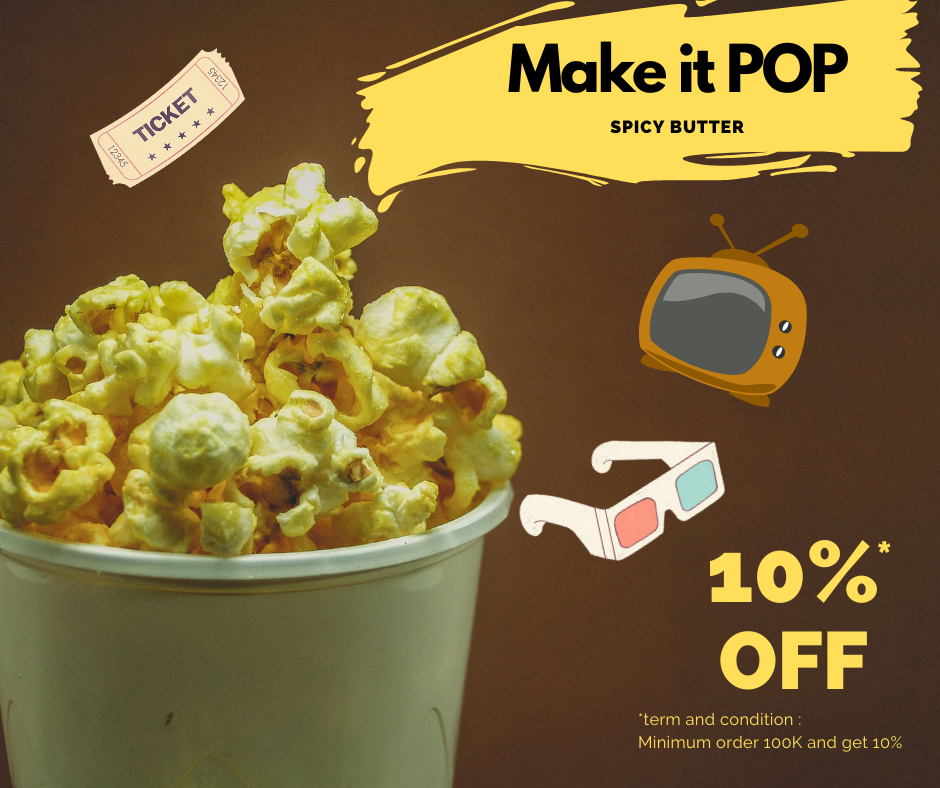 Make it POP
SPICY BUTTER
12345
TICKET
★★★★★
12345
10%*
OFF
*term and condition :
Minimum order 100K and get 10%